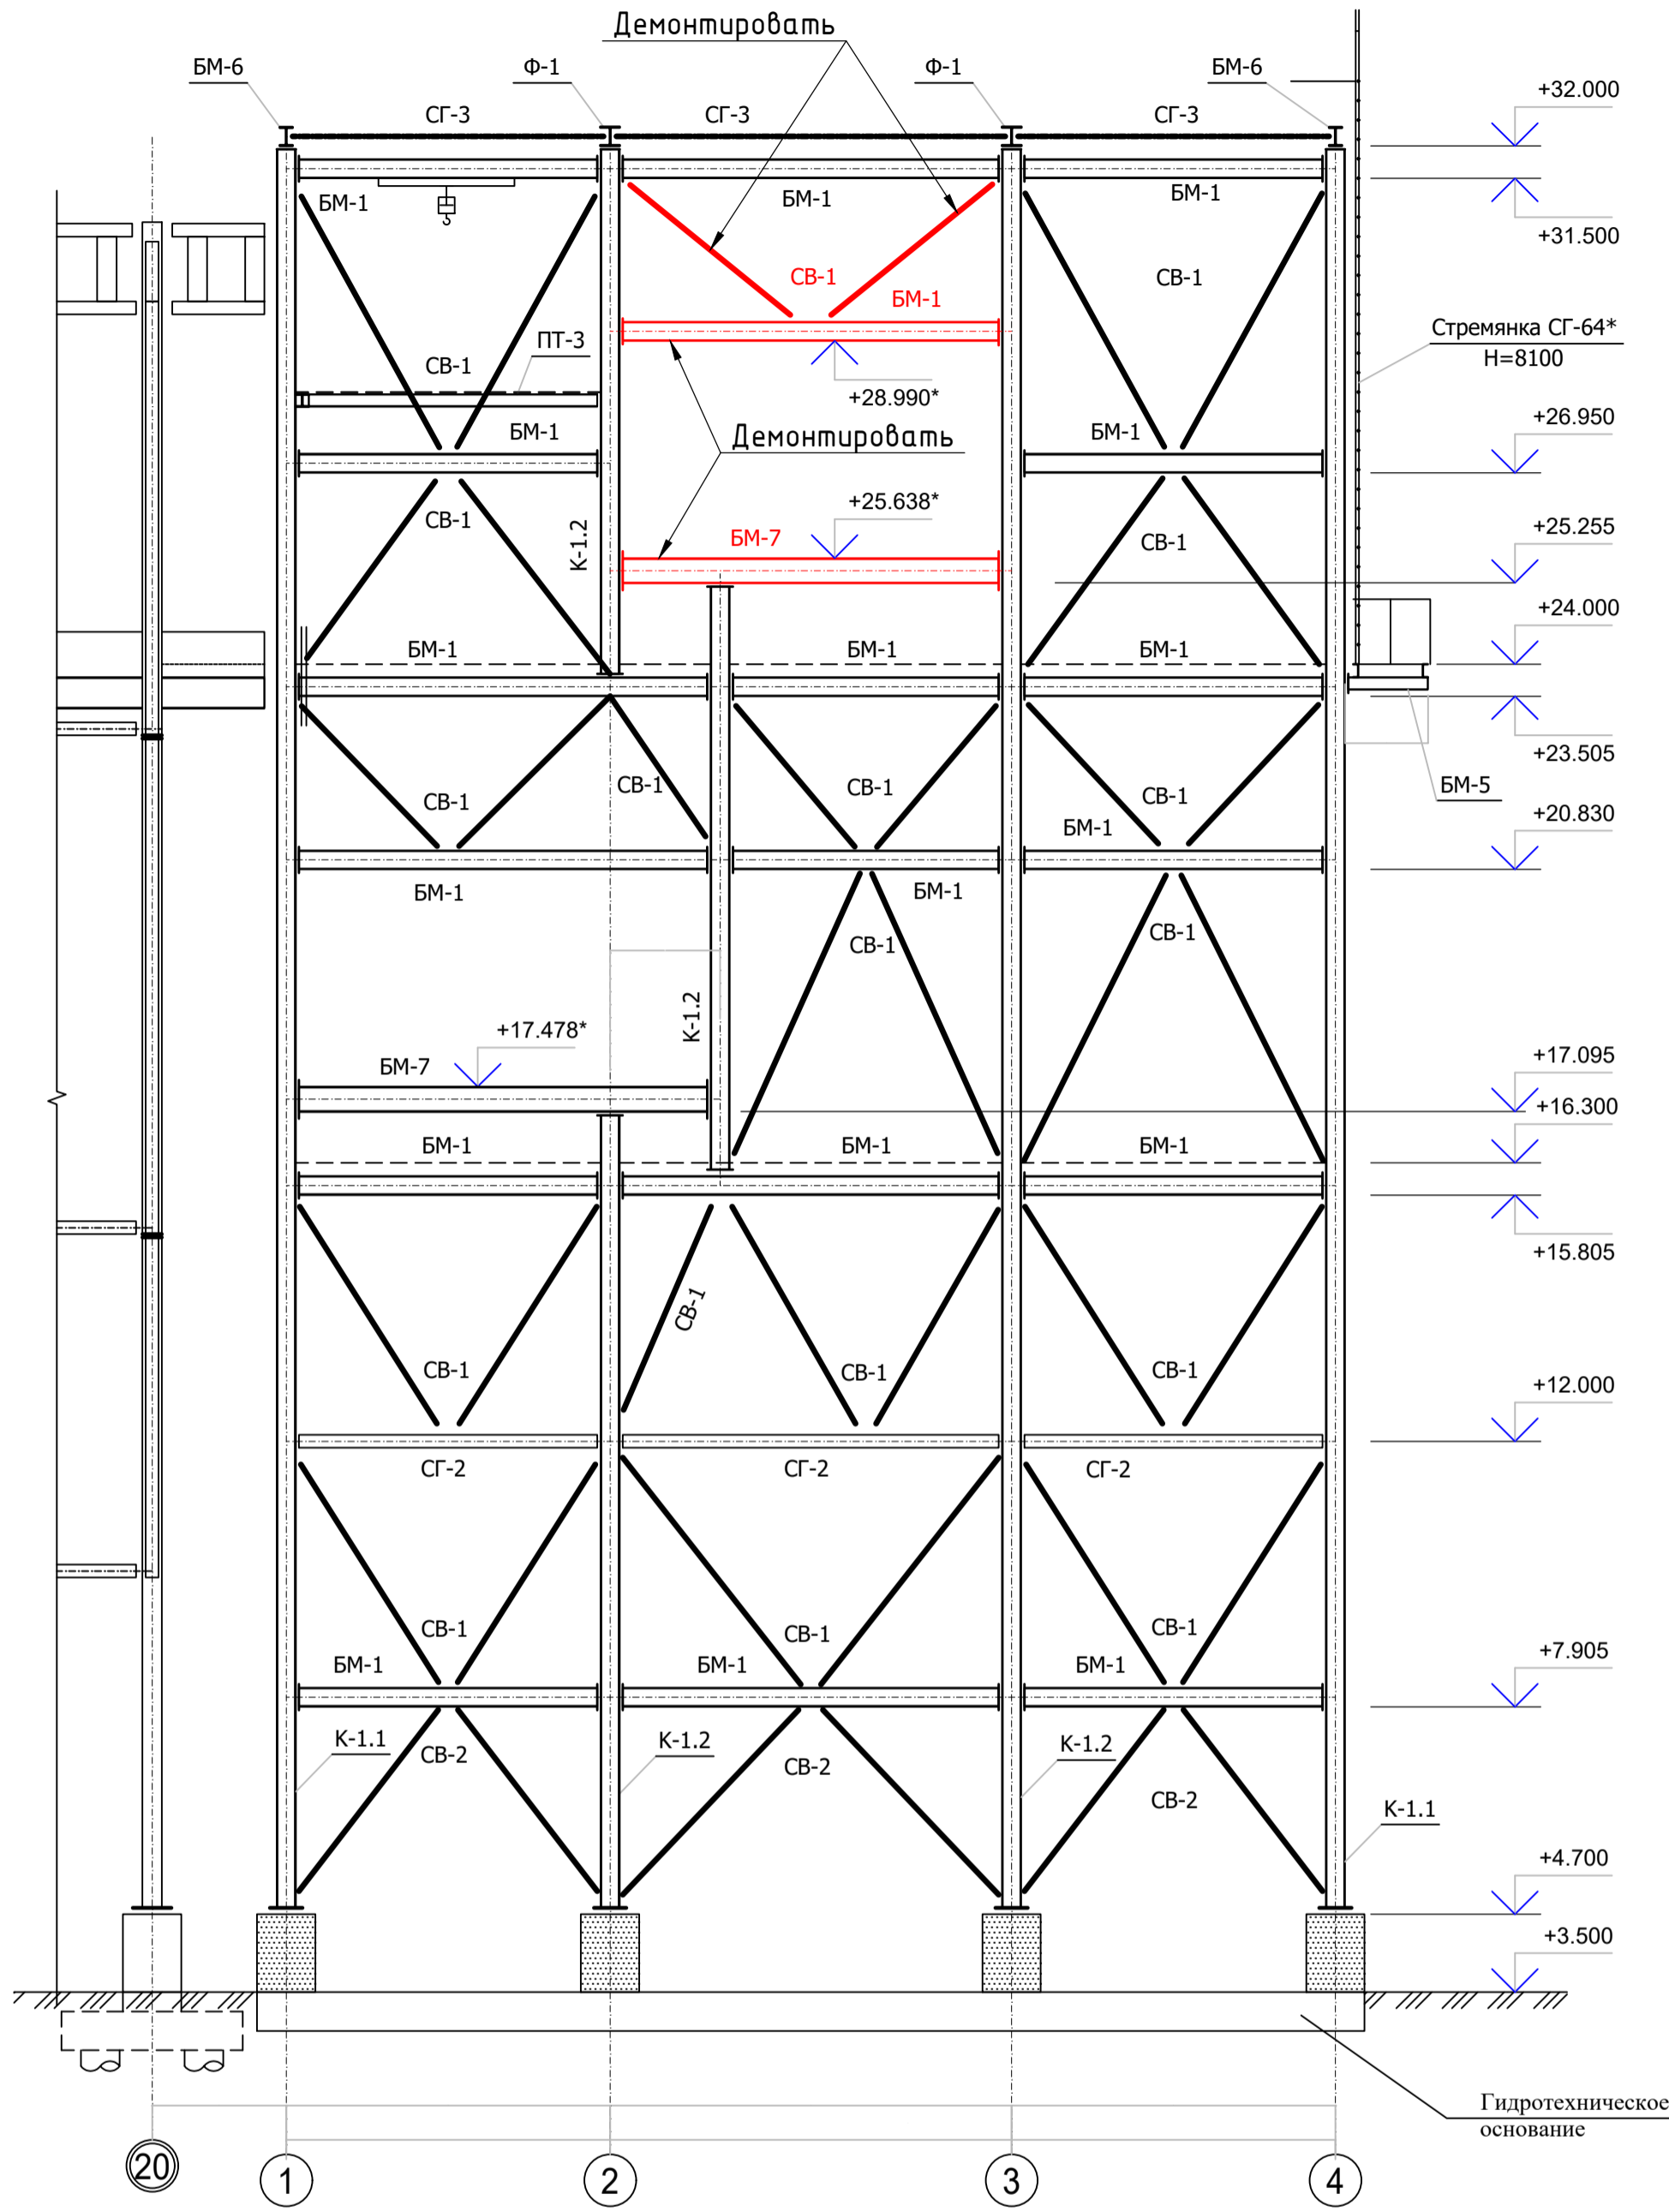 Демонтировать
БМ-6
Ф-1
Ф-1
БМ-6
+32.000
СГ-3
СГ-3
СГ-3
БМ-1
БМ-1
БМ-1
+31.500
СВ-1
СВ-1
БМ-1
Стремянка СГ-64*
Н=8100
ПТ-3
СВ-1
+28.990*
БМ-1
Демонтировать
БМ-1
+26.950
+25.638*
СВ-1
К-1.2
БМ-7
СВ-1
+25.255
+24.000
БМ-1
БМ-1
БМ-1
+23.505
СВ-1
СВ-1
СВ-1
СВ-1
БМ-5
+20.830
БМ-1
БМ-1
БМ-1
СВ-1
СВ-1
К-1.2
+17.478*
БМ-7
+17.095
+16.300
БМ-1
БМ-1
БМ-1
+15.805
СВ-1
СВ-1
СВ-1
СВ-1
+12.000
СГ-2
СГ-2
СГ-2
СВ-1
СВ-1
СВ-1
+7.905
БМ-1
БМ-1
БМ-1
К-1.1
СВ-2
К-1.2
СВ-2
К-1.2
СВ-2
К-1.1
+4.700
+3.500
Гидротехническое
основание
20
1
2
3
4